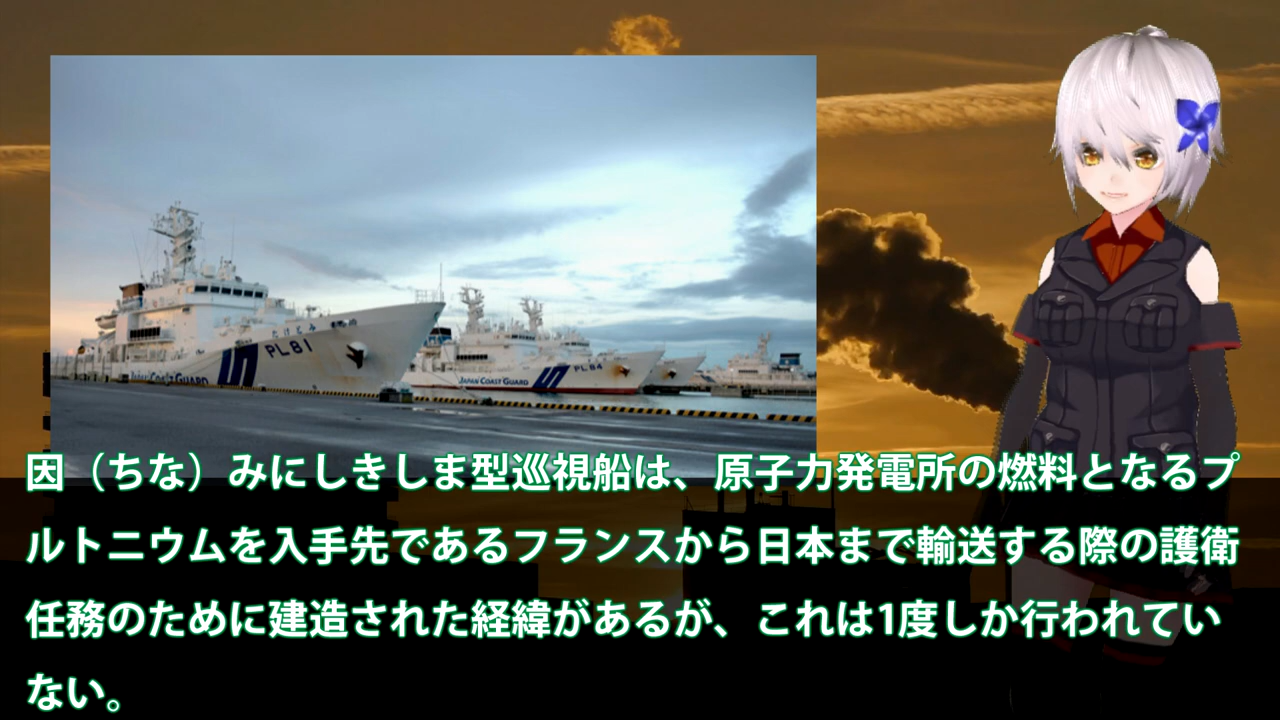 PL81
JAPAN COAST GUARD
JAPAN COAST GUARD
PL84
因（ちな）みにしきしま型巡視船は、原子力発電所の燃料となるプ
ルトニウムを入手先であるフランスから日本まで輸送する際の護衛
任務のために建造された経緯があるが、これは1度しか行われてい
ない。